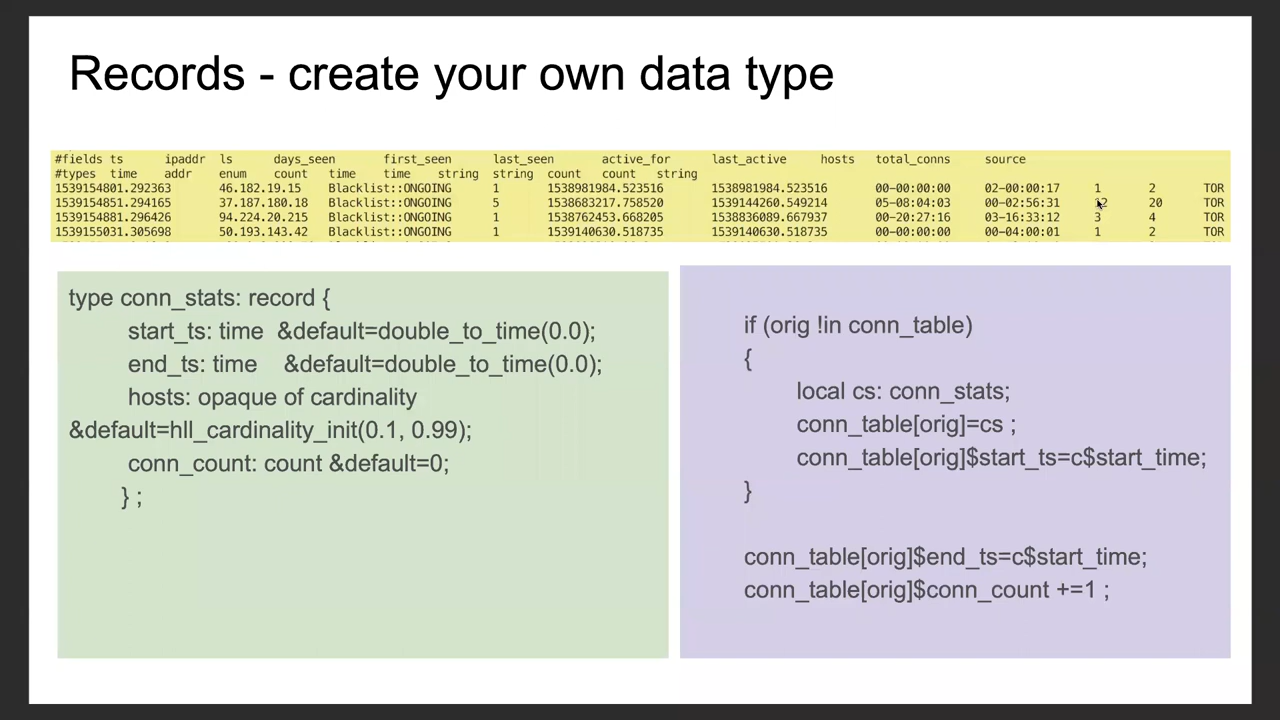 Records - create your own data type
#fields ts ipaddr ls days_seen first_seen last_seen active_for last_active hosts total_conns source
#types time addr enum count time time string string count count string
1539154801.292363 46.182.19.15 Blacklist::ONGOING 1 1538981984.523516 1538981984.523516 00-00:00:00 02-00:00:17 1 2 TOR
1539154851.294165 37.187.180.18 Blacklist::ONGOING 5 1538683217.758520 1539144260.549214 05-08:04:03 00-02:56:31 20 TOR
1539154881.296426 94.224.20.215 Blacklist::ONGOING 1 1538762453.668205 1538836089.667937 00-20:27:16 03-16:33:12 3 4 TOR
1539155031.305698 50.193.143.42 Blacklist::ONGOING 1 1539140630.518735 1539140630.518735 00-00:00:00 00-04:00:01 1 2 TOR
type conn_stats: record {
start_ts: time &default=double_to_time(0.0);
end_ts: time &default=double_to_time(0.0);
hosts: opaque of cardinality
&default=hll_cardinality_init(0.1, 0.99);
conn_count: count &default=0;
} ;
if (orig !in conn_table)
{
local cs: conn_stats;
conn_table[orig]=cs ;
conn_table[orig]$start_ts=c$start_time;
}
conn_table[orig]$end_ts=c$start_time;
conn_table[orig]$conn_count +=1 ;